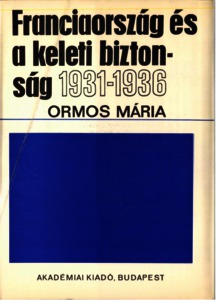 Franciaország és
a keleti bizton-
ság 1931-1936
ORMOS MÁRIA
AKADÉMIAI KIADÓ, BUDAPEST